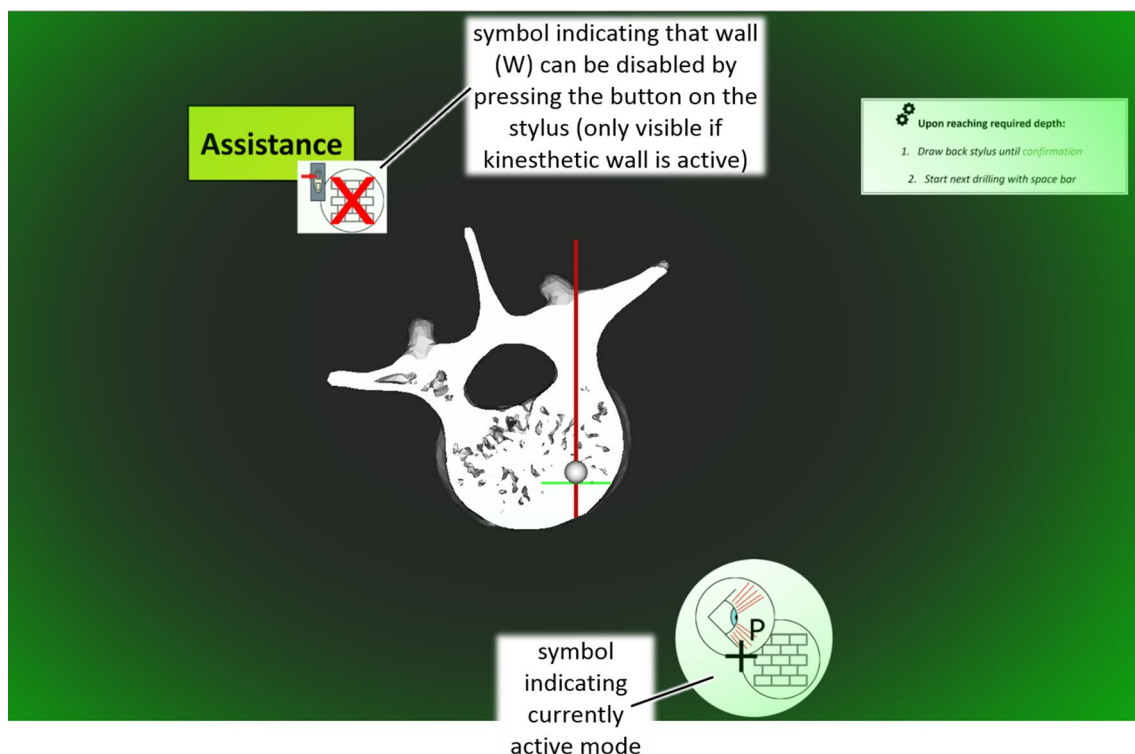 symbol indicating that wall
(W) can be disabled by
pressing the button on the
stylus (only visible if
kinesthetic wall is active)
Assistance
Upon reaching required depth:
1. Draw back stylus until confirmation
2. Start next drilling with space bar
P
symbol
indicating
currently
active mode